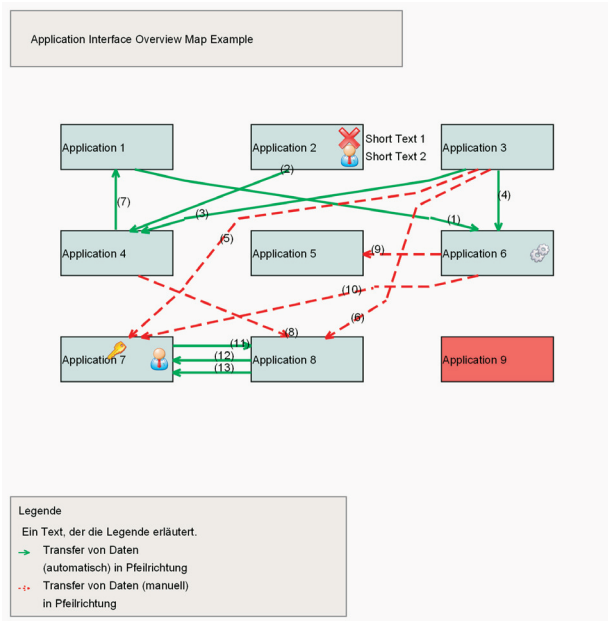 Application Interface Overview Map Example
Application 1
Application 2
Short Text 1
Short Text 2
Application 3
(2)
(7)
(3)
(4)
(1)
(5)
Application 4
Application 5
(9)
Application 6
(10)
(6)
(8)
Application 7
(11)
(12)
(13)
Application 8
Application 9
Legende
Ein Text, der die Legende erläutert.
Transfer von Daten
(automatisch) in Pfeilrichtung
Transfer von Daten (manuell)
in Pfeilrichtung